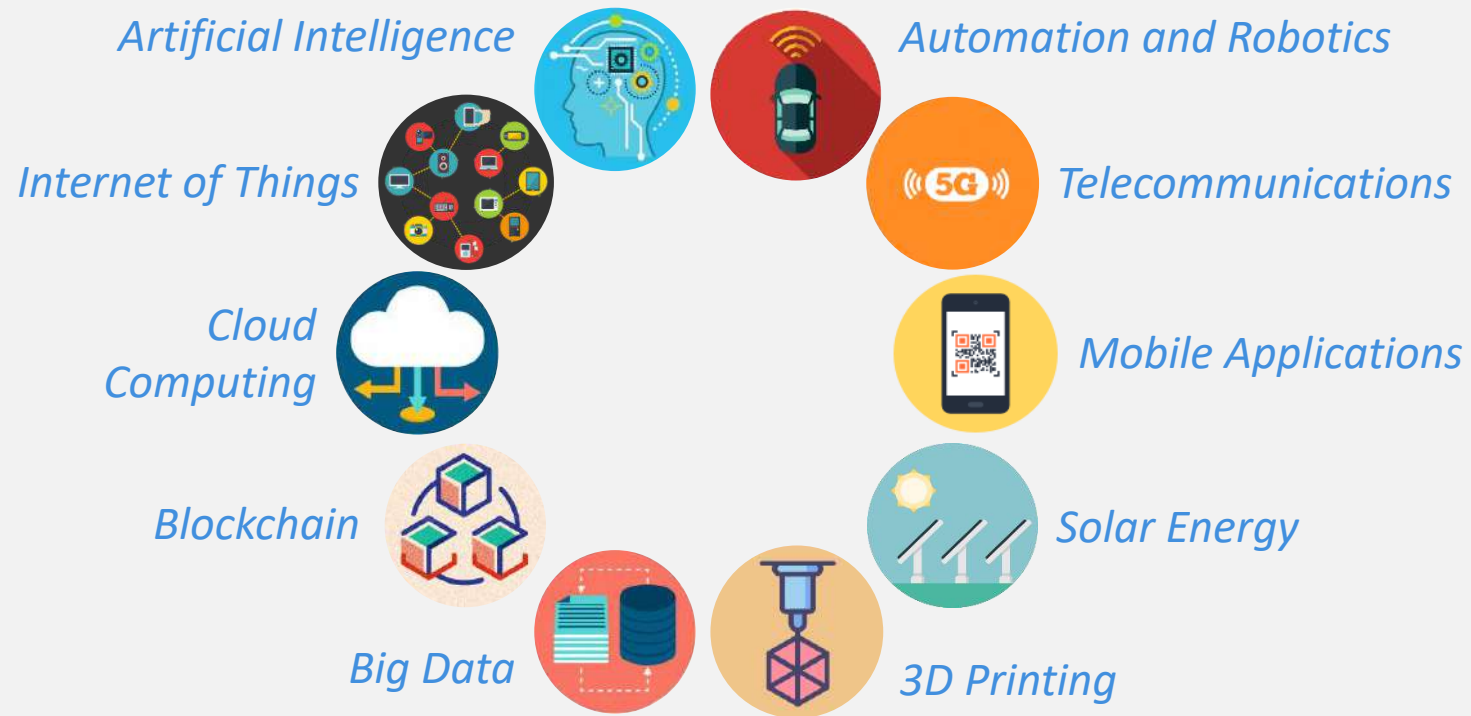 Artificial Intelligence
Automation and Robotics
Internet of Things
5G
Telecommunications
Cloud
Computing
Mobile Applications
Blockchain
Solar Energy
Big Data
3D Printing